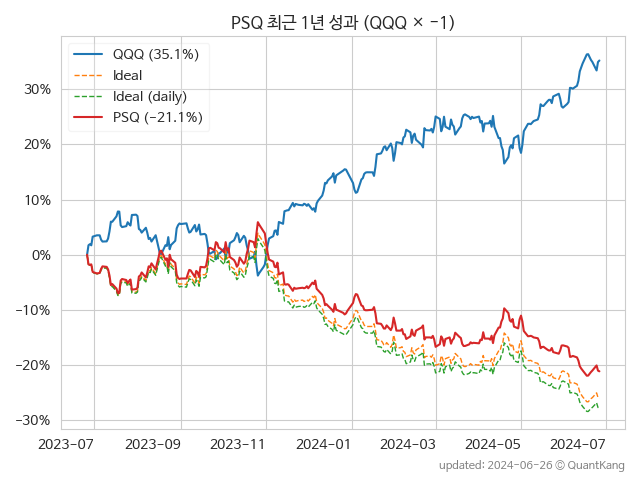 PSQ 최근 1년 성과 (QQQ × −1)
QQQ (35.1%)
Ideal
Ideal (daily)
PSQ (−21.1%)
30%
20%
10%
0%
−10%
−20%
−30%
2023−07 2023−09 2023−11 2024−01 2024−03 2024−05 2024−07
updated: 2024−06−26 © QuantKang